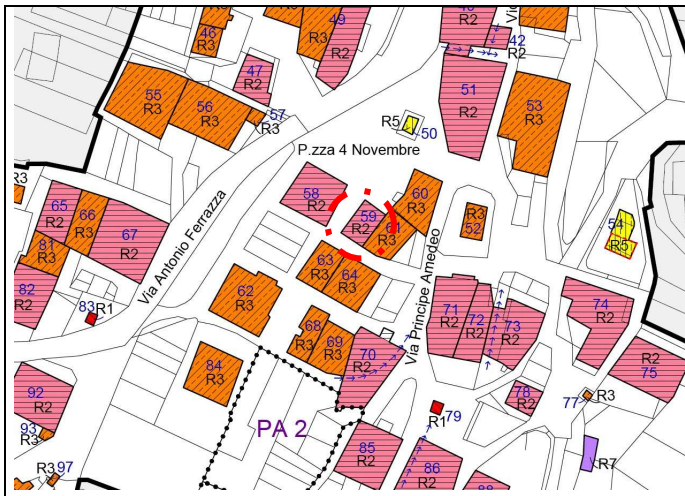 49
R2
46
R3
R3
42
R2
47
R2
51
R2
53
R3
55
R3
56
R3
57
R3
R5
50
P.zza 4 Novembre
R3
58
R2
60
R3
65
R2
66
R3
67
R2
59
R2
61
R3
R3
52
54
R5
81
R3
82
R2
Via Antonio Ferrazza
63
R3
64
R3
Via Principe Amedeo
62
R3
83
R1
71
R2
72
R2
73
R2
74
R2
68
R3
69
R3
70
R2
R2
75
84
R3
92
R2
78
R2
77
R3
93
R3
PA 2
R1
79
85
R2
R3
97
86
R2
88
R7